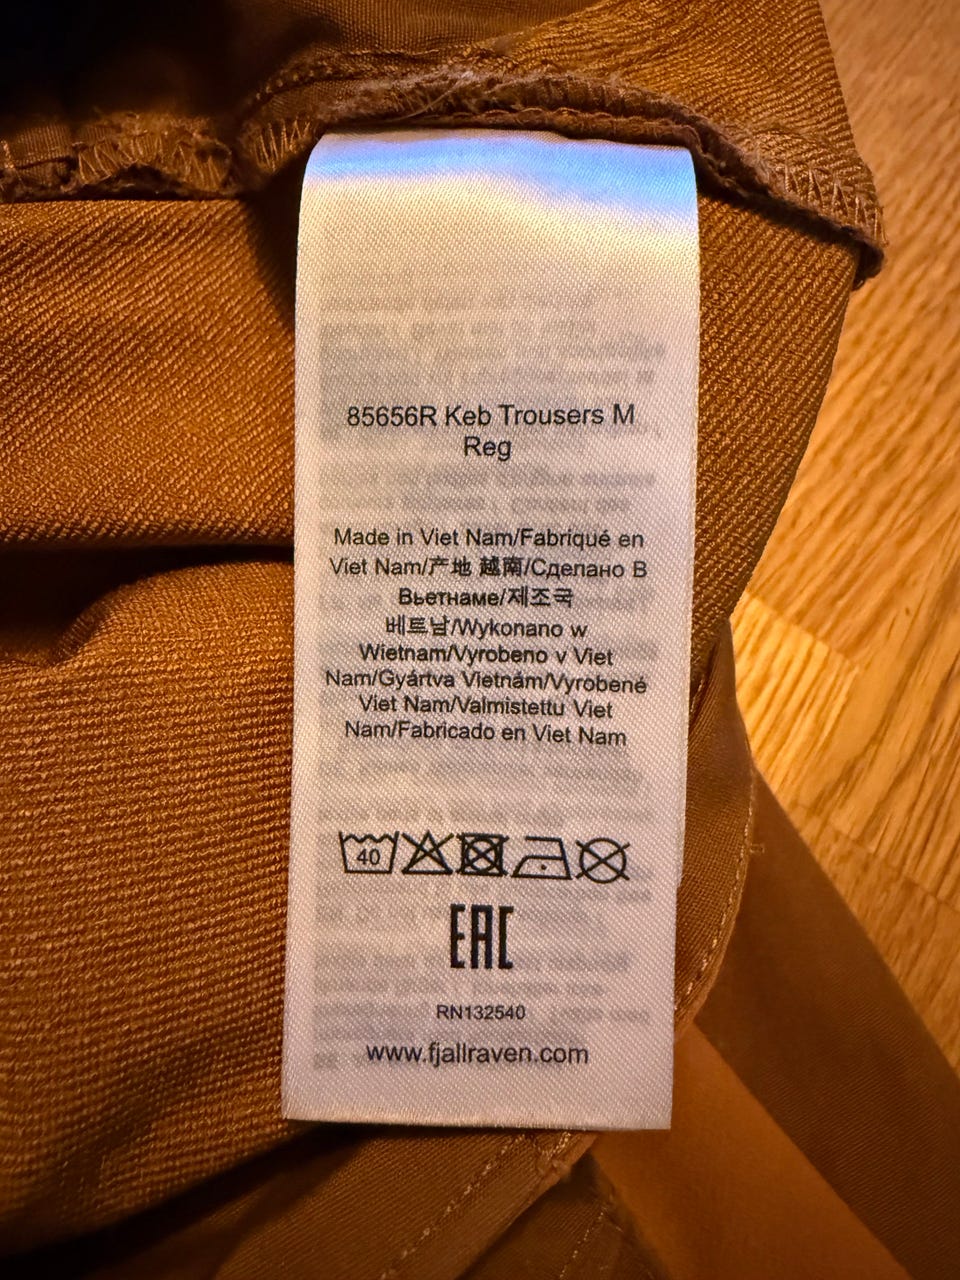 85656R Keb Trousers M
Reg
Made in Viet Nam/Fabriqué en
Viet Nam/产地 越南/Сделано В
Вьетнаме/제조국
베트남/Wykonano w
Wietnam/Vyrobeno v Viet
Nam/Gyártva Vietnám/Vyrobené
Viet Nam/Valmistettu Viet
Nam/Fabricado en Viet Nam
40
EAC
RN132540
www.fjallraven.com